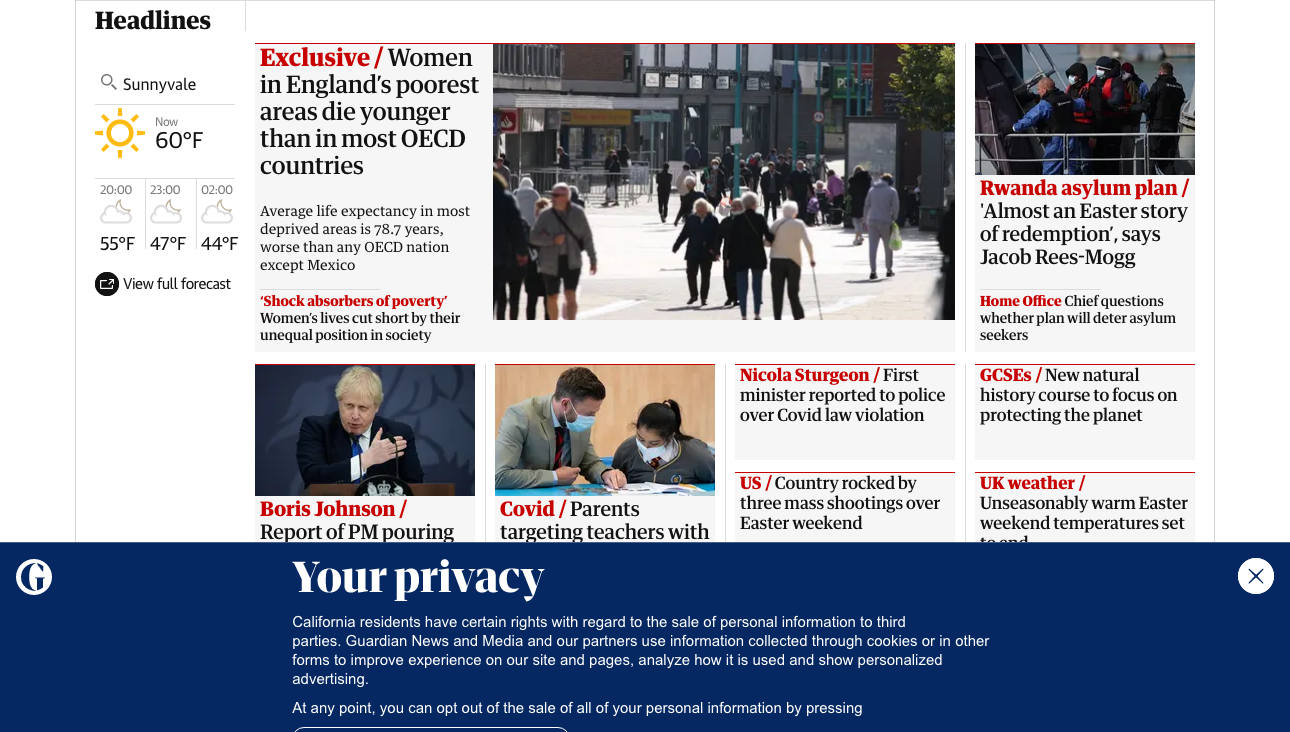 Headlines
Sunnyvale
Now
60°F
20:00
23:00
02:00
55°F
47°F
44°F
View full forecast
Exclusive / Women
in England’s poorest
areas die younger
than in most OECD
countries
Average life expectancy in most
deprived areas is 78.7 years,
worse than any OECD nation
except Mexico
‘Shock absorbers of poverty’
Women’s lives cut short by their
unequal position in society
Rwanda asylum plan /
'Almost an Easter story
of redemption’, says
Jacob Rees-Mogg
Home Office Chief questions
whether plan will deter asylum
seekers
Boris Johnson /
Report of PM pouring
Covid / Parents
targeting teachers with
Nicola Sturgeon / First
minister reported to police
over Covid law violation
GCSEs / New natural
history course to focus on
protecting the planet
US / Country rocked by
three mass shootings over
Easter weekend
UK weather /
Unseasonably warm Easter
weekend temperatures set
to end
Your privacy
California residents have certain rights with regard to the sale of personal information to third
parties. Guardian News and Media and our partners use information collected through cookies or in other
forms to improve experience on our site and pages, analyze how it is used and show personalized
advertising.
At any point, you can opt out of the sale of all of your personal information by pressing